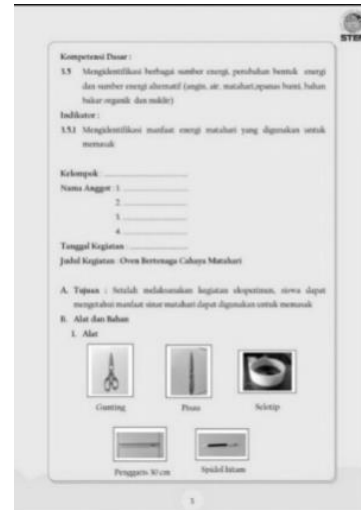 STEM
Kompetensi Dasar :
3.5 Mengidentifikasi berbagai sumber energi, perubahan bentuk energi
dan sumber energi alternatif (angin, air, matahari, panas bumi, bahan
bakar organik dan nuklir)
Indikator :
3.5.1 Mengidentifikasi manfaat energi matahari yang digunakan untuk
memasak
Kelompok :
Nama Anggot : 1.
2.
3.
4.
Tanggal Kegiatan :
Judul Kegiatan : Oven Bertenaga Cahaya Matahari
A. Tujuan : Setelah melaksanakan kegiatan eksperimen, siswa dapat
mengetahui manfaat sinar matahari dapat digunakan untuk memasak
B. Alat dan Bahan
1. Alat
Gunting Pisau Selotip
Penggaris 30 cm Spidol hitam